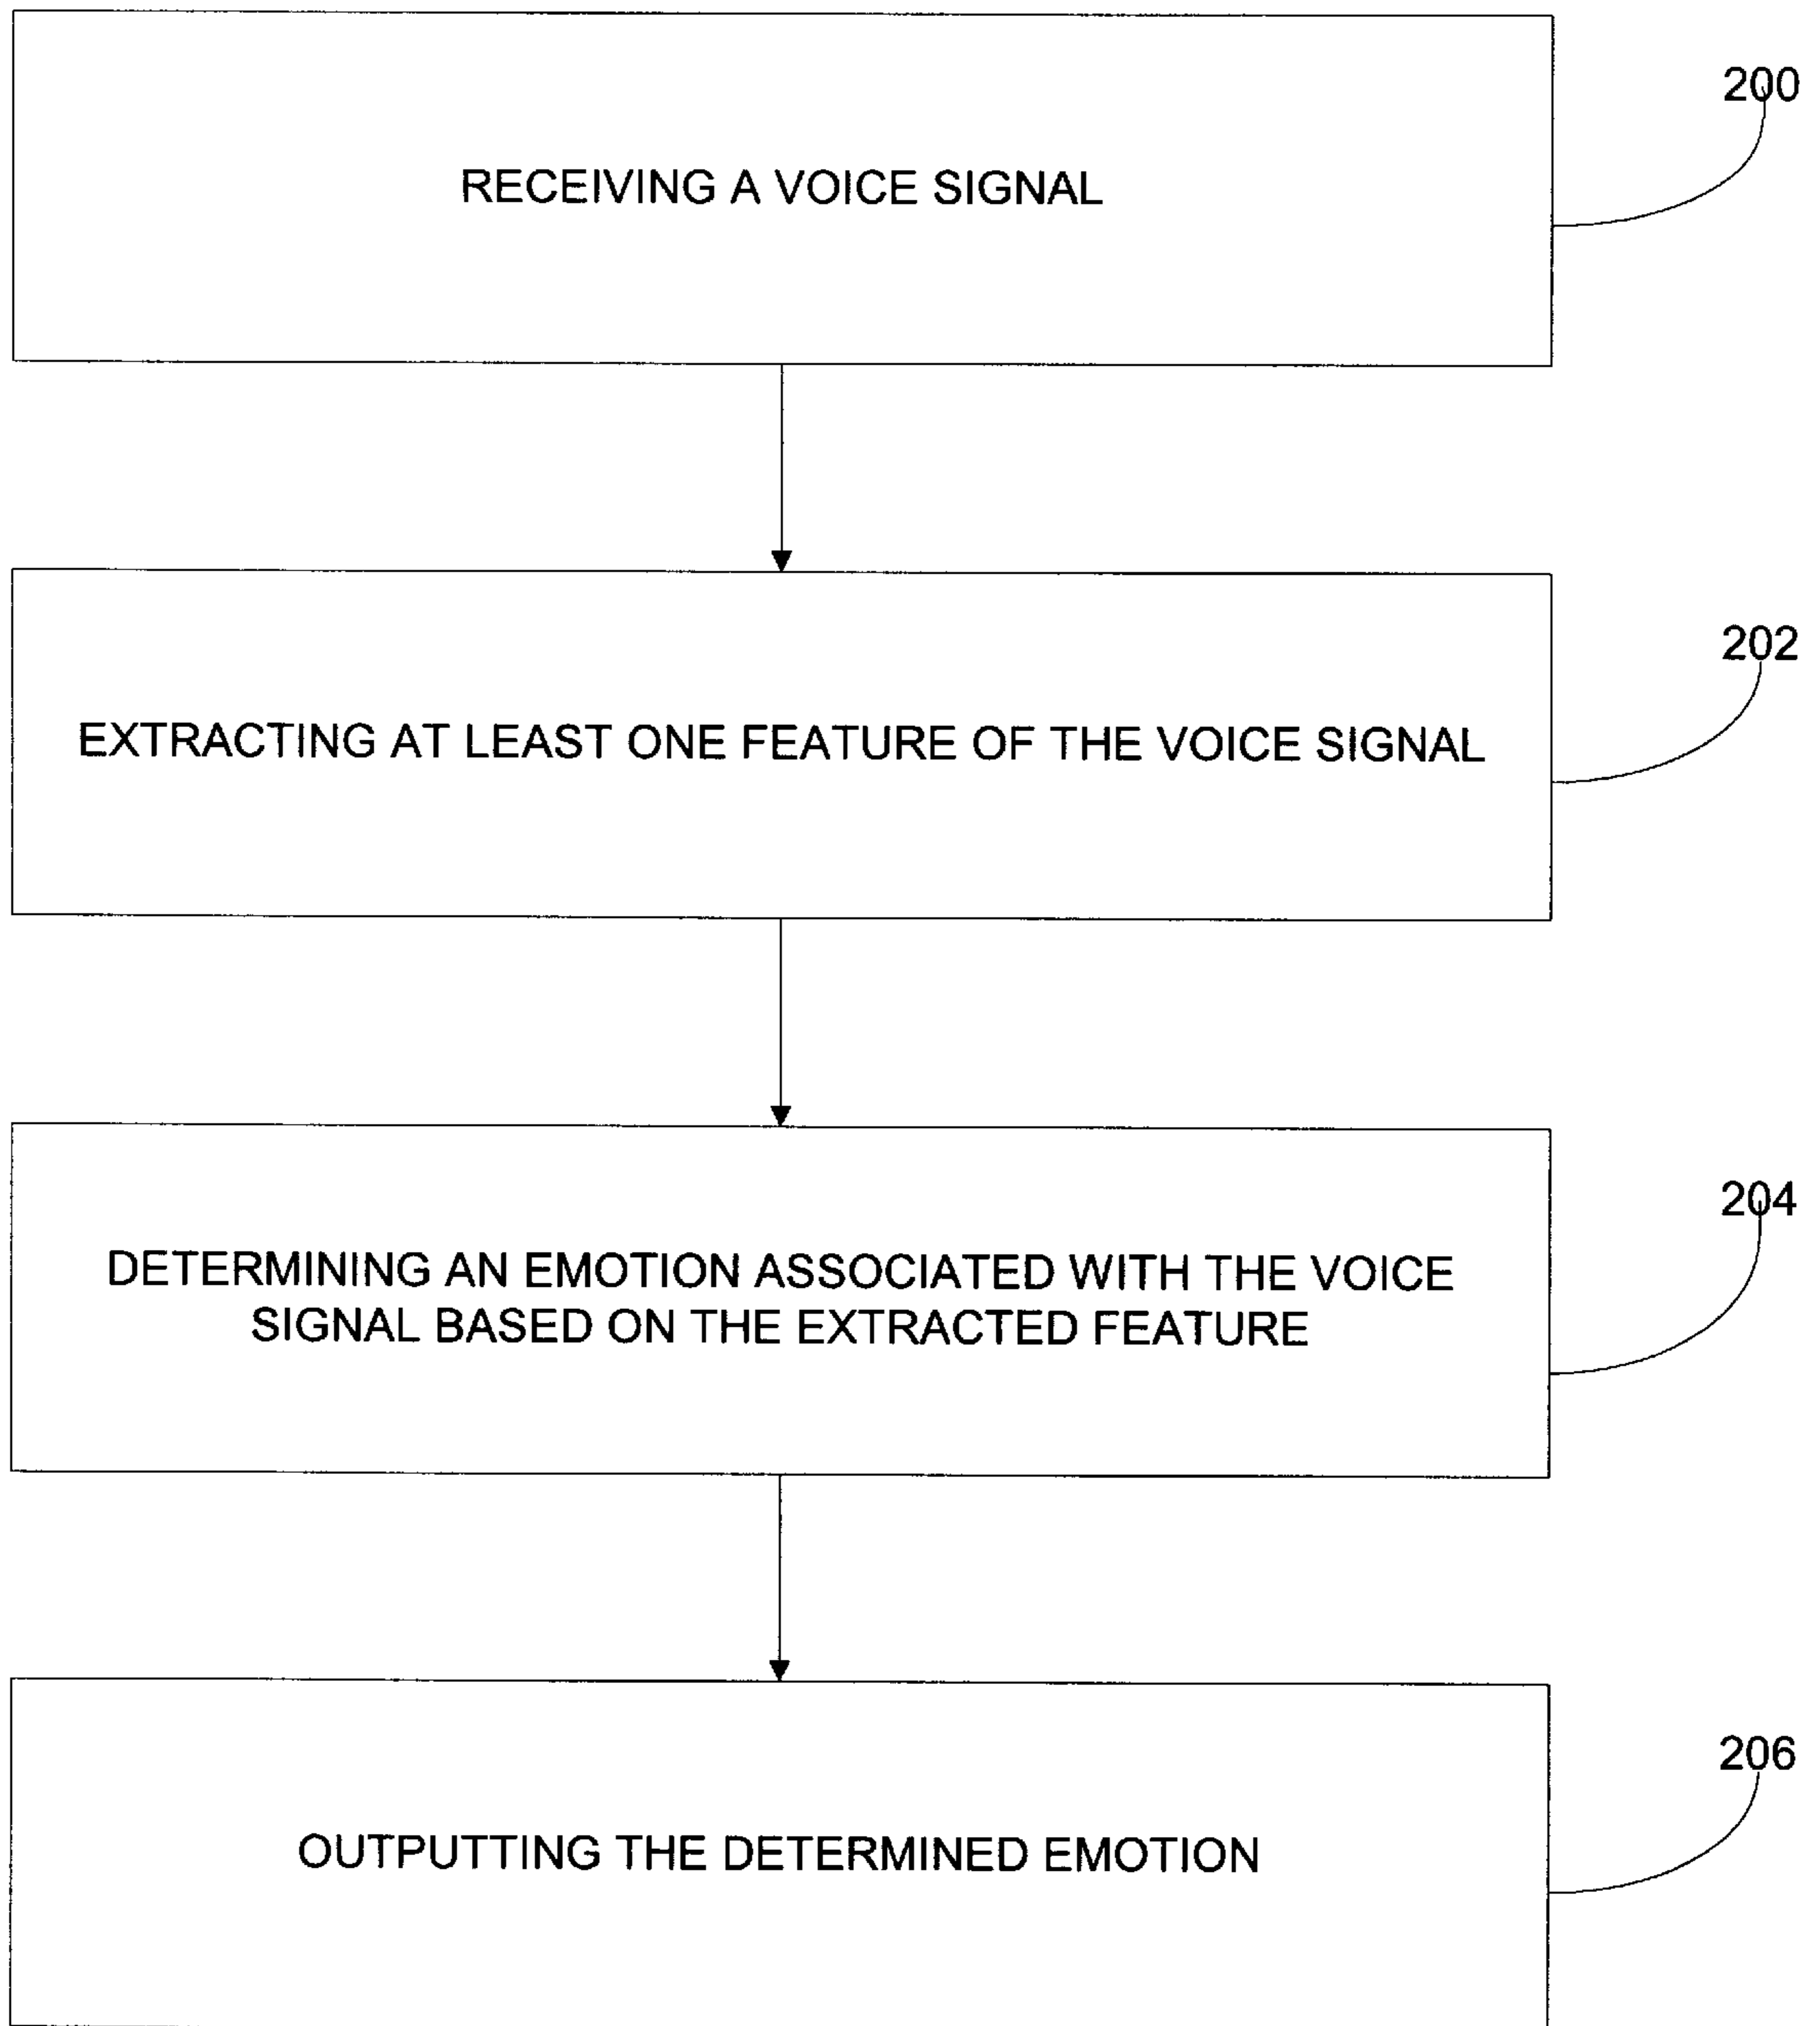 200
RECEIVING A VOICE SIGNAL
202
EXTRACTING AT LEAST ONE FEATURE OF THE VOICE SIGNAL
204
DETERMINING AN EMOTION ASSOCIATED WITH THE VOICE
SIGNAL BASED ON THE EXTRACTED FEATURE
206
OUTPUTTING THE DETERMINED EMOTION